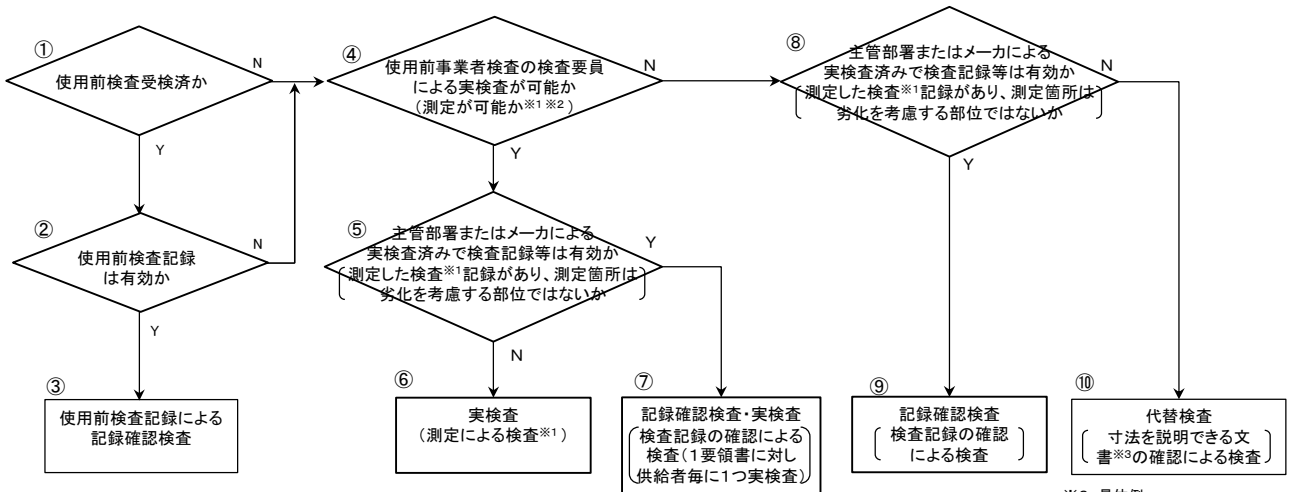 ①
使用前検査受検済か
N
Y
②
使用前検査記録
は有効か
N
Y
③
使用前検査記録による
記録確認検査
④
使用前事業者検査の検査要員
による実検査が可能か
(測定が可能か※1 ※2)
N
Y
⑤
主管部署またはメーカによる
実検査済みで検査記録等は有効か
測定した検査※1記録があり、測定箇所は
劣化を考慮する部位ではないか
Y
N
⑥
実検査
(測定による検査※1)
⑦
記録確認検査・実検査
検査記録の確認による
検査(1要領書に対し
供給者毎に1つ実検査)
⑧
主管部署またはメーカによる
実検査済みで検査記録等は有効か
測定した検査※1記録があり、測定箇所は
劣化を考慮する部位ではないか
N
Y
⑨
記録確認検査
検査記録の確認
による検査
⑩
代替検査
寸法を説明できる文
書※3の確認による検査